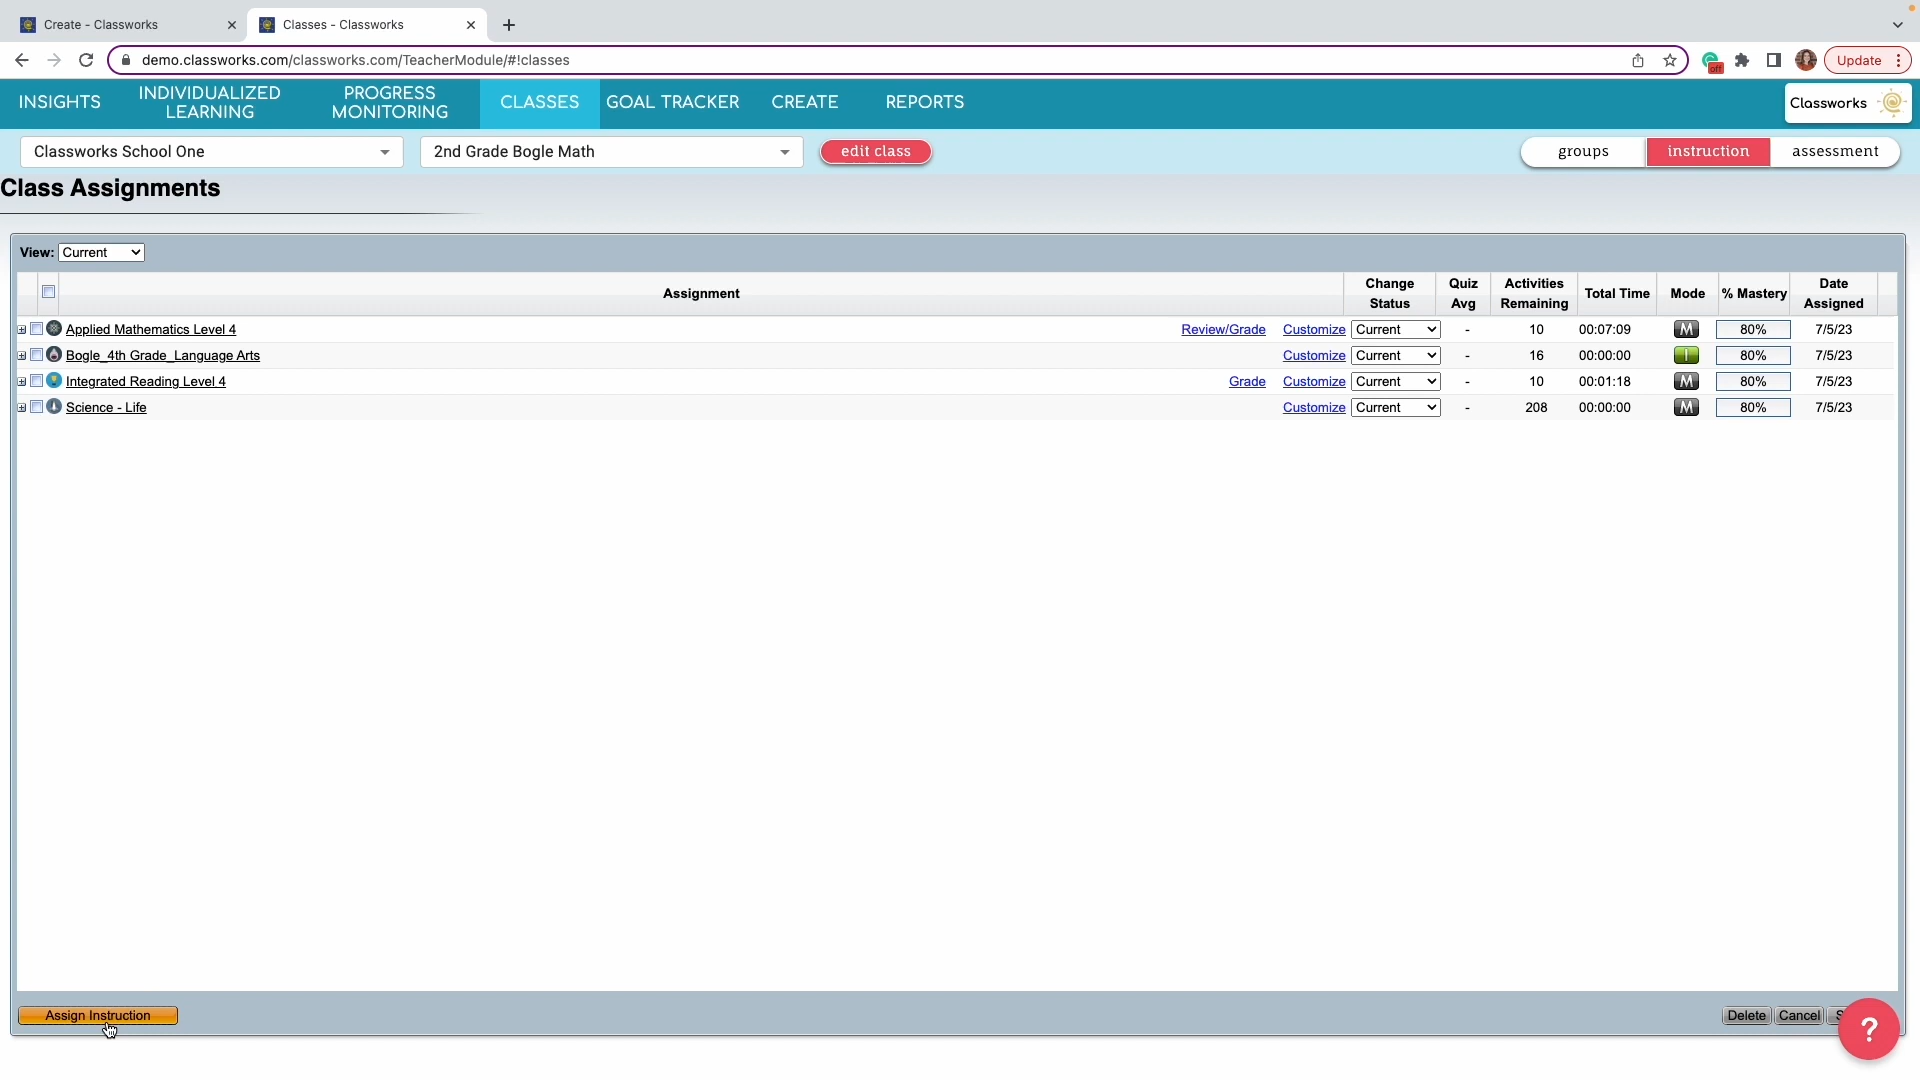 Create - Classworks
Classes - Classworks
demo.classworks.com/classworks.com/TeacherModule/#!classes
off
Update
INSIGHTS
INDIVIDUALIZED
LEARNING
PROGRESS
MONITORING
CLASSES
GOAL TRACKER
CREATE
REPORTS
Classworks
Classworks School One
2nd Grade Bogle Math
edit class
groups
instruction
assessment
Class Assignments
View: Current
Assignment
Change
Status
Quiz
Avg
Activities
Remaining
Total Time
Mode
% Mastery
Date
Assigned
Applied Mathematics Level 4 Review/Grade Customize Current - 10 00:07:09 M 80% 7/5/23
Bogle_4th Grade_Language Arts Customize Current - 16 00:00:00 I 80% 7/5/23
Integrated Reading Level 4 Grade Customize Current - 10 00:01:18 M 80% 7/5/23
Science - Life Customize Current - 208 00:00:00 M 80% 7/5/23
Assign Instruction
Delete Cancel
?